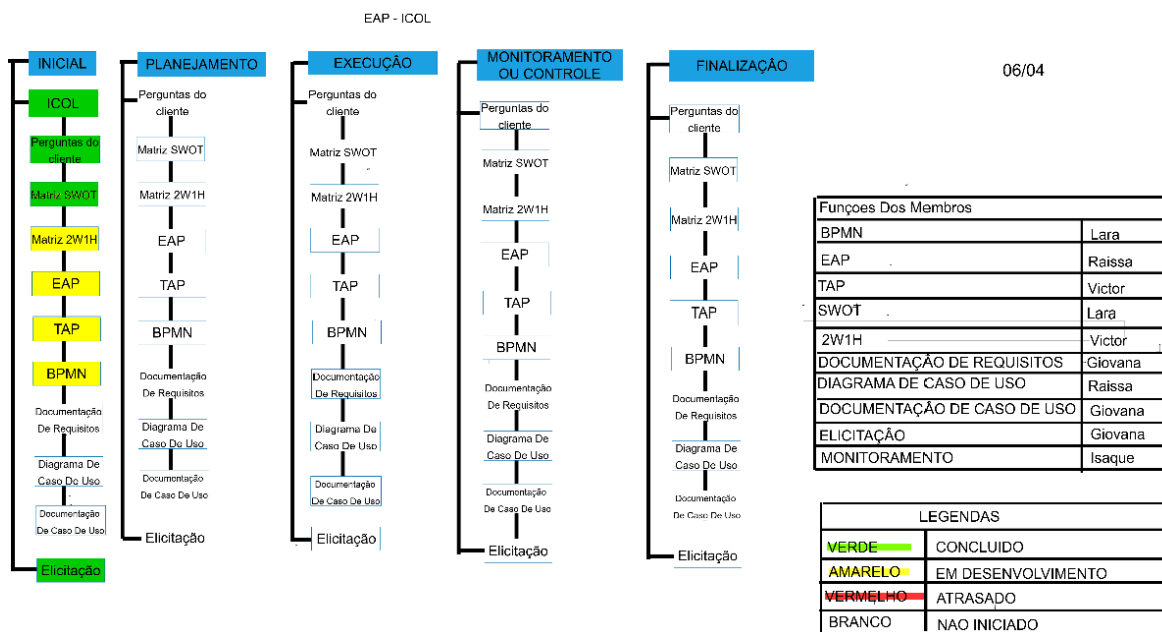 EAP - ICOL
06/04
INICIAL
ICOL
Perguntas do
cliente
Matriz SWOT
Matriz 2W1H
EAP
TAP
BPMN
Documentação
De Requisitos
Diagrama De
Caso De Uso
Documentação
De Caso De Uso
Elicitação
PLANEJAMENTO
Perguntas do
cliente
Matriz SWOT
Matriz 2W1H
EAP
TAP
BPMN
Documentação
De Requisitos
Diagrama De
Caso De Uso
Documentação
De Caso De Uso
Elicitação
EXECUÇÂO
Perguntas do
cliente
Matriz SWOT
Matriz 2W1H
EAP
TAP
BPMN
Documentação
De Requisitos
Diagrama De
Caso De Uso
Documentação
De Caso De Uso
Elicitação
MONITORAMENTO
OU CONTROLE
Perguntas do
cliente
Matriz SWOT
Matriz 2W1H
EAP
TAP
BPMN
Documentação
De Requisitos
Diagrama De
Caso De Uso
Documentação
De Caso De Uso
Elicitação
FINALIZAÇÂO
Perguntas do
cliente
Matriz SWOT
Matriz 2W1H
EAP
TAP
BPMN
Documentação
De Requisitos
Diagrama De
Caso De Uso
Documentação
De Caso De Uso
Elicitação
Funçoes Dos Membros
BPMN Lara
EAP Raissa
TAP Victor
SWOT Lara
2W1H Victor
DOCUMENTAÇÂO DE REQUISITOS Giovana
DIAGRAMA DE CASO DE USO Raissa
DOCUMENTAÇÂO DE CASO DE USO Giovana
ELICITAÇÂO Giovana
MONITORAMENTO Isaque
LEGENDAS
VERDE CONCLUIDO
AMARELO EM DESENVOLVIMENTO
VERMELHO ATRASADO
BRANCO NAO INICIADO